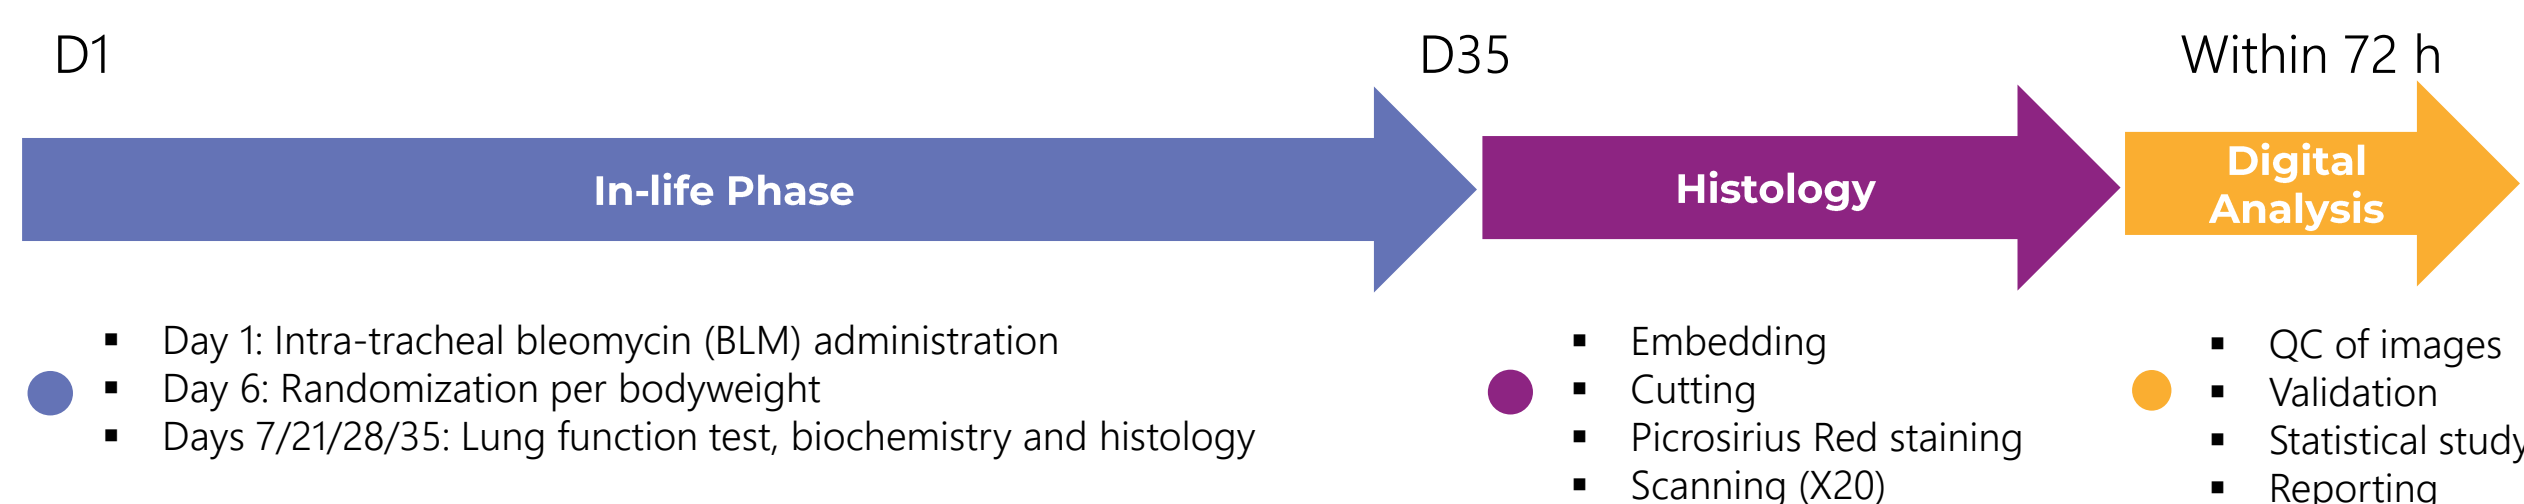 D1
D35
Within 72 h
In-life Phase
Histology
Digital
Analysis
▪ Day 1: Intra-tracheal bleomycin (BLM) administration
▪ Day 6: Randomization per bodyweight
▪ Days 7/21/28/35: Lung function test, biochemistry and histology
▪ Embedding
▪ Cutting
▪ Picrosirius Red staining
▪ Scanning (X20)
▪ QC of images
▪ Validation
▪ Statistical study
▪ Reporting